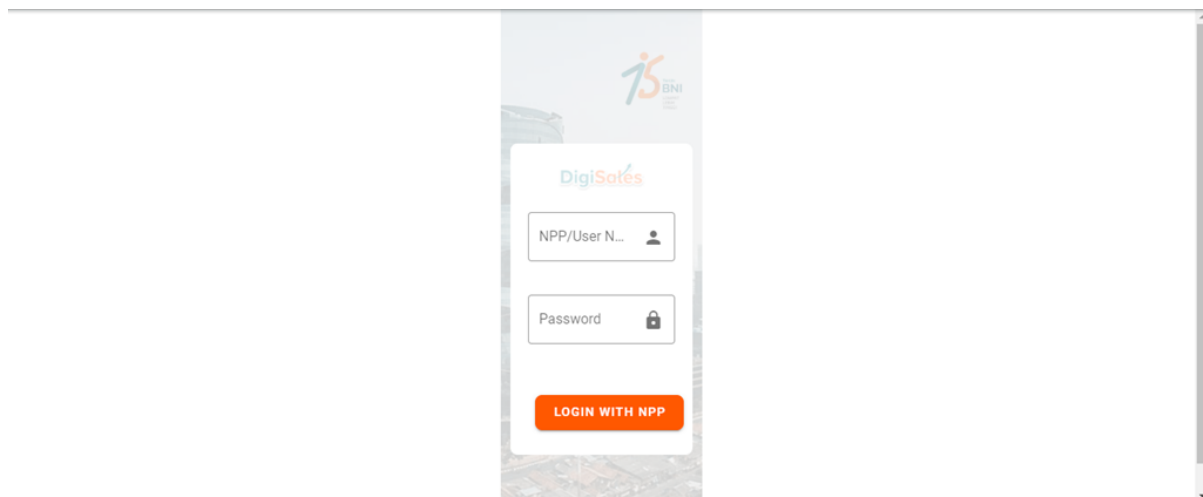 BNI
DigiSales
NPP/User N...
Password
LOGIN WITH NPP